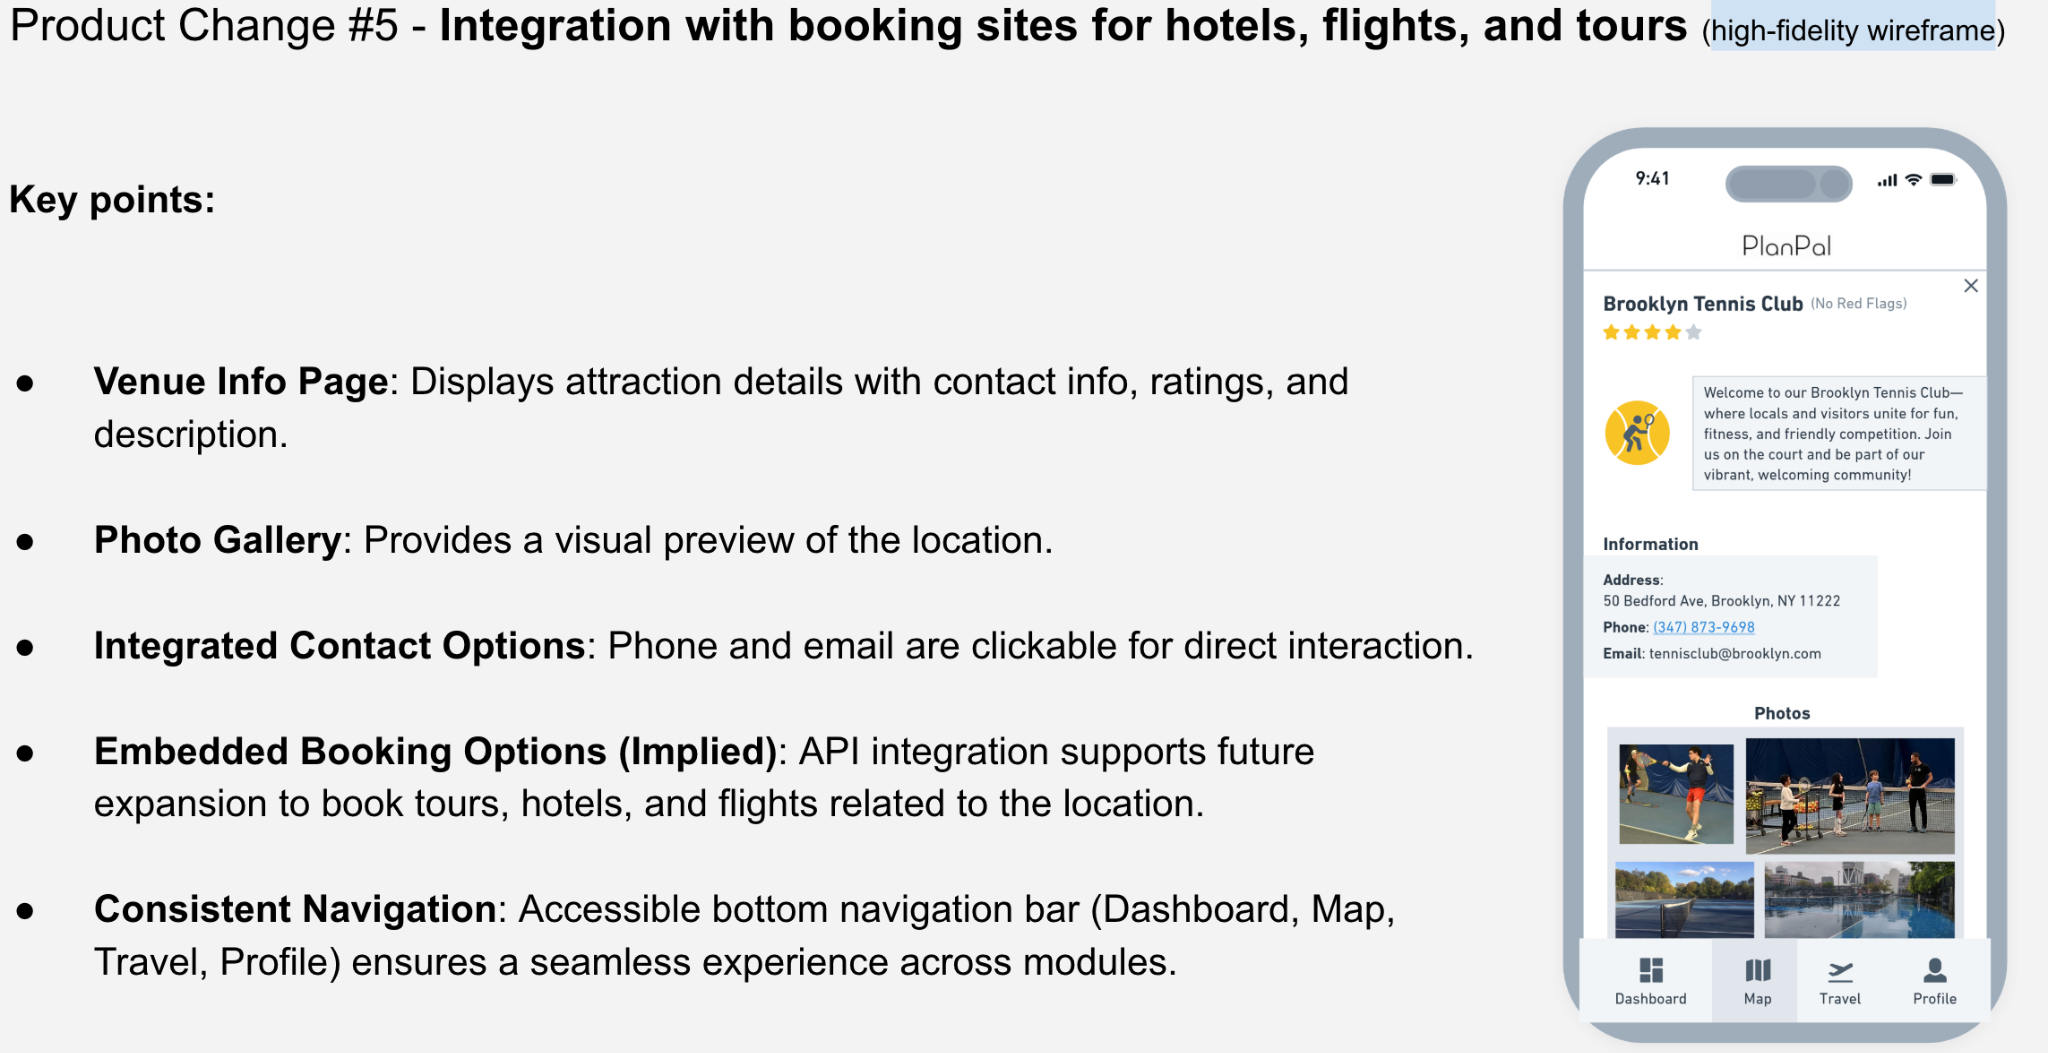 Product Change #5 - Integration with booking sites for hotels, flights, and tours (high-fidelity wireframe)
Key points:
● Venue Info Page: Displays attraction details with contact info, ratings, and
description.
● Photo Gallery: Provides a visual preview of the location.
● Integrated Contact Options: Phone and email are clickable for direct interaction.
● Embedded Booking Options (Implied): API integration supports future
expansion to book tours, hotels, and flights related to the location.
● Consistent Navigation: Accessible bottom navigation bar (Dashboard, Map,
Travel, Profile) ensures a seamless experience across modules.
9:41
PlanPal
Brooklyn Tennis Club (No Red Flags)
Welcome to our Brooklyn Tennis Club—
where locals and visitors unite for fun,
fitness, and friendly competition. Join
us on the court and be part of our
vibrant, welcoming community!
Information
Address:
50 Bedford Ave, Brooklyn, NY 11222
Phone: (347) 873-9698
Email: tennisclub@brooklyn.com
Photos
Dashboard Map Travel Profile